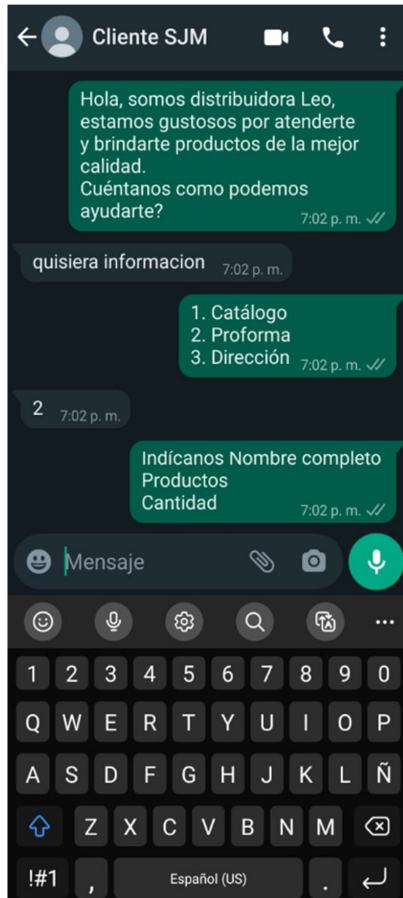 Cliente SJM
Hola, somos distribuidora Leo,
estamos gustosos por atenderte
y brindarte productos de la mejor
calidad.
Cuéntanos como podemos
ayudarte?
7:02 p. m.
quisiera informacion 7:02 p. m.
1. Catálogo
2. Proforma
3. Dirección 7:02 p. m.
2 7:02 p. m.
Indícanos Nombre completo
Productos
Cantidad 7:02 p. m.
Mensaje
1 2 3 4 5 6 7 8 9 0
Q W E R T Y U I O P
A S D F G H J K L Ñ
Z X C V B N M
!#1 , Español (US) .